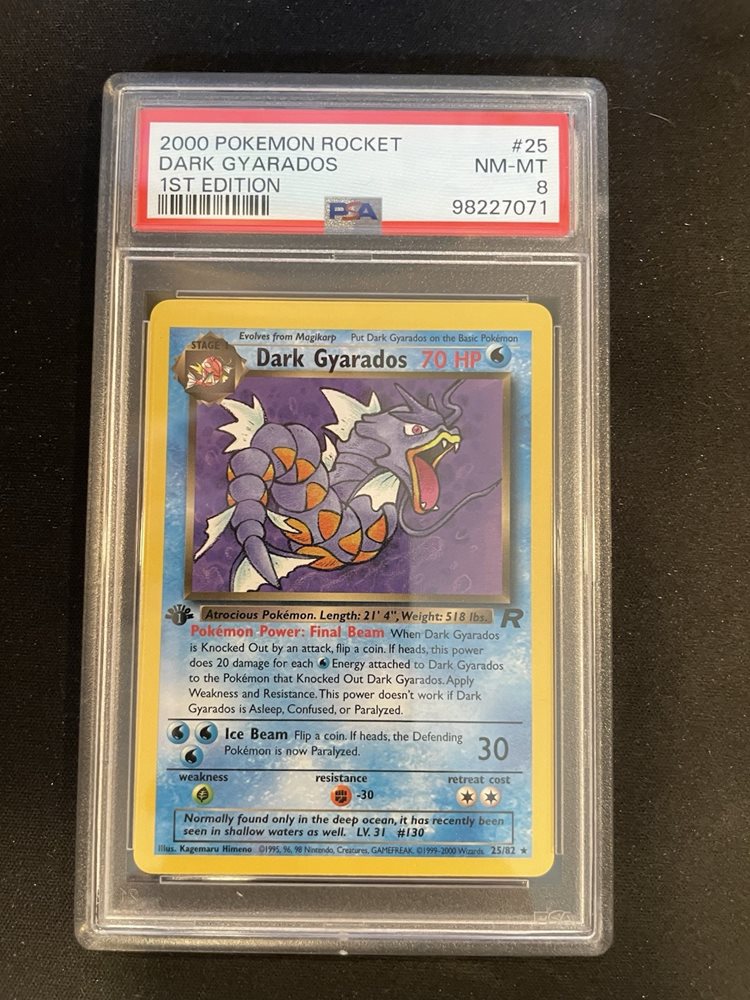 2000 POKEMON ROCKET #25
DARK GYARADOS NM-MT
1ST EDITION 8
PSA 98227071
Evolves from Magikarp Put Dark Gyarados on the Basic Pokémon
STAGE 1
Dark Gyarados 70 HP
EDITION
1
Atrocious Pokémon. Length: 21' 4", Weight: 518 lbs. R
Pokémon Power: Final Beam When Dark Gyarados
is Knocked Out by an attack, flip a coin. If heads, this power
does 20 damage for each Energy attached to Dark Gyarados
to the Pokémon that Knocked Out Dark Gyarados. Apply
Weakness and Resistance. This power doesn't work if Dark
Gyarados is Asleep, Confused, or Paralyzed.
Ice Beam Flip a coin. If heads, the Defending 30
Pokémon is now Paralyzed.
weakness resistance retreat cost
-30
Normally found only in the deep ocean, it has recently been
seen in shallow waters as well. LV. 31 #130
Illus. Kagemaru Himeno ©1995, 96, 98 Nintendo, Creatures, GAMEFREAK. ©1999-2000 Wizards. 25/82 ★